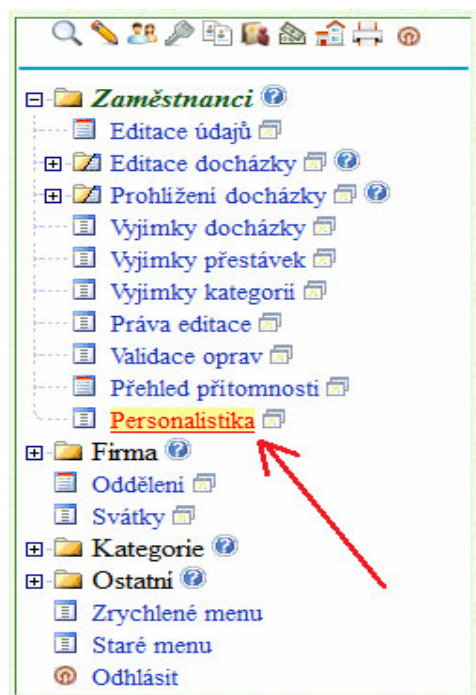 Zaměstnanci
Editace údajů
Editace docházky
Prohlížení docházky
Vyjímky docházky
Vyjímky přestávek
Vyjímky kategorií
Práva editace
Validace oprav
Přehled přítomnosti
Personalistika
Firma
Oddělení
Svátky
Kategorie
Ostatní
Zrychlené menu
Staré menu
Odhlásit